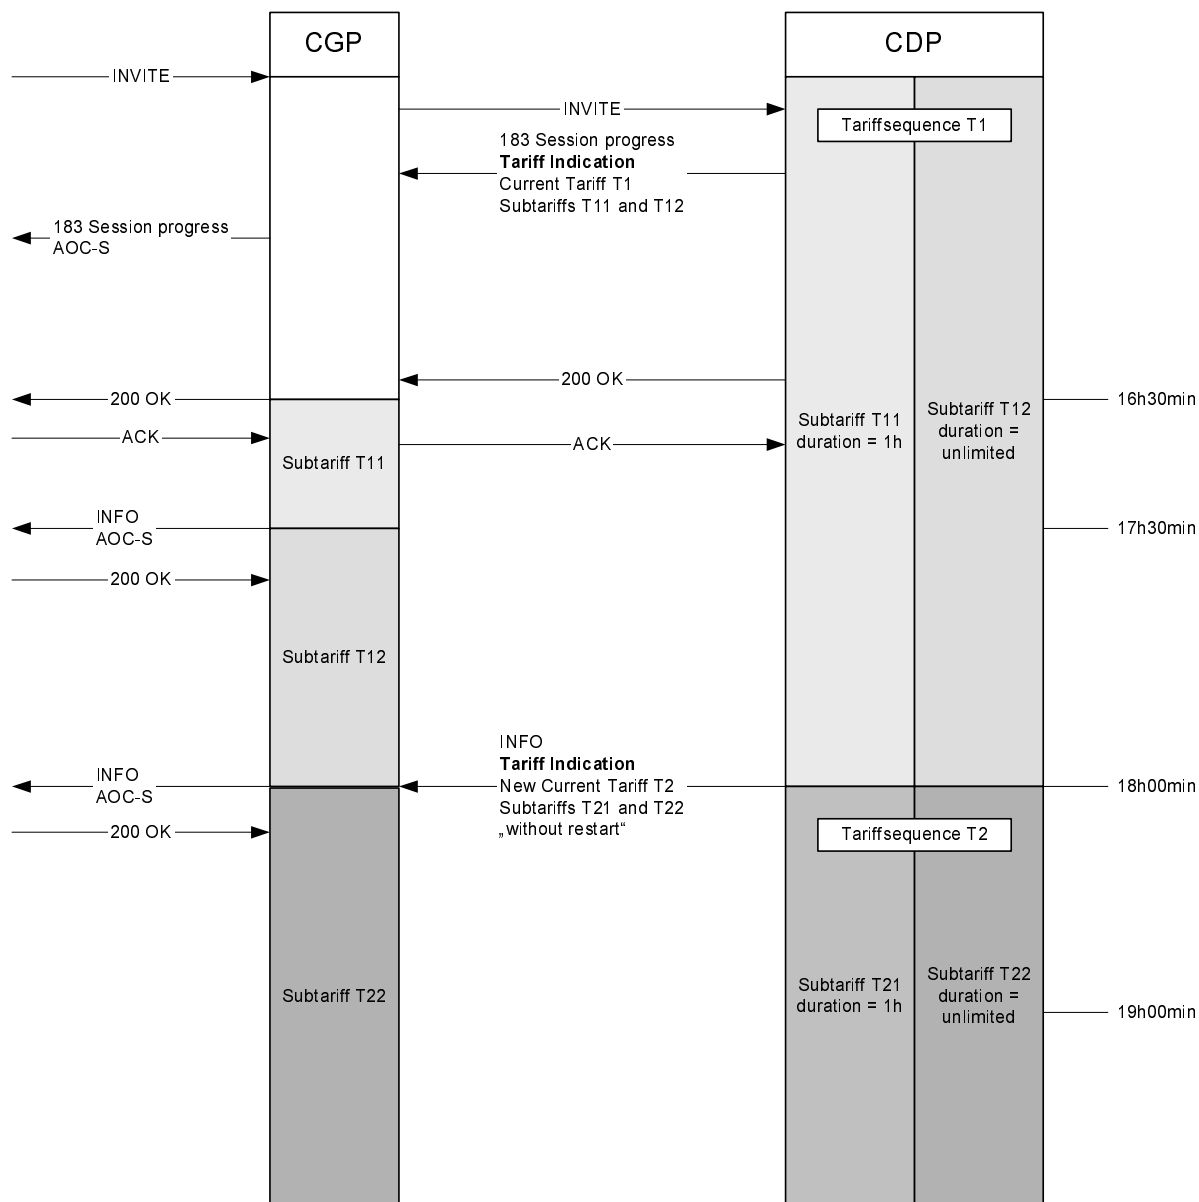 CGP
CDP
INVITE
INVITE
Tariffsequence T1
183 Session progress
Tariff Indication
Current Tariff T1
Subtariffs T11 and T12
183 Session progress
AOC-S
200 OK
200 OK
16h30min
Subtariff T11
duration = 1h
Subtariff T12
duration =
unlimited
ACK
ACK
Subtariff T11
INFO
AOC-S
17h30min
200 OK
Subtariff T12
INFO
Tariff Indication
New Current Tariff T2
Subtariffs T21 and T22
„without restart“
INFO
AOC-S
18h00min
200 OK
Tariffsequence T2
Subtariff T22
Subtariff T21
duration = 1h
Subtariff T22
duration =
unlimited
19h00min